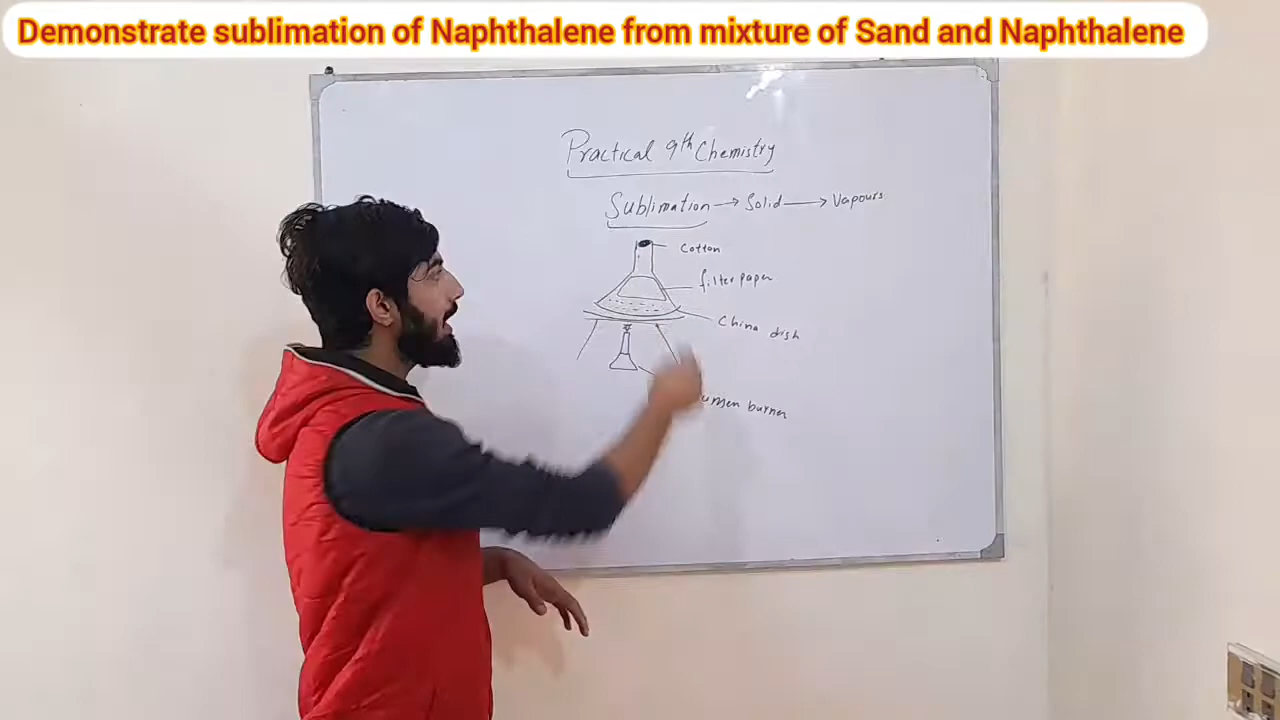 Demonstrate sublimation of Naphthalene from mixture of Sand and Naphthalene
Practical 9th Chemistry
Sublimation → Solid → Vapours
Cotton
filter paper
China dish
burner